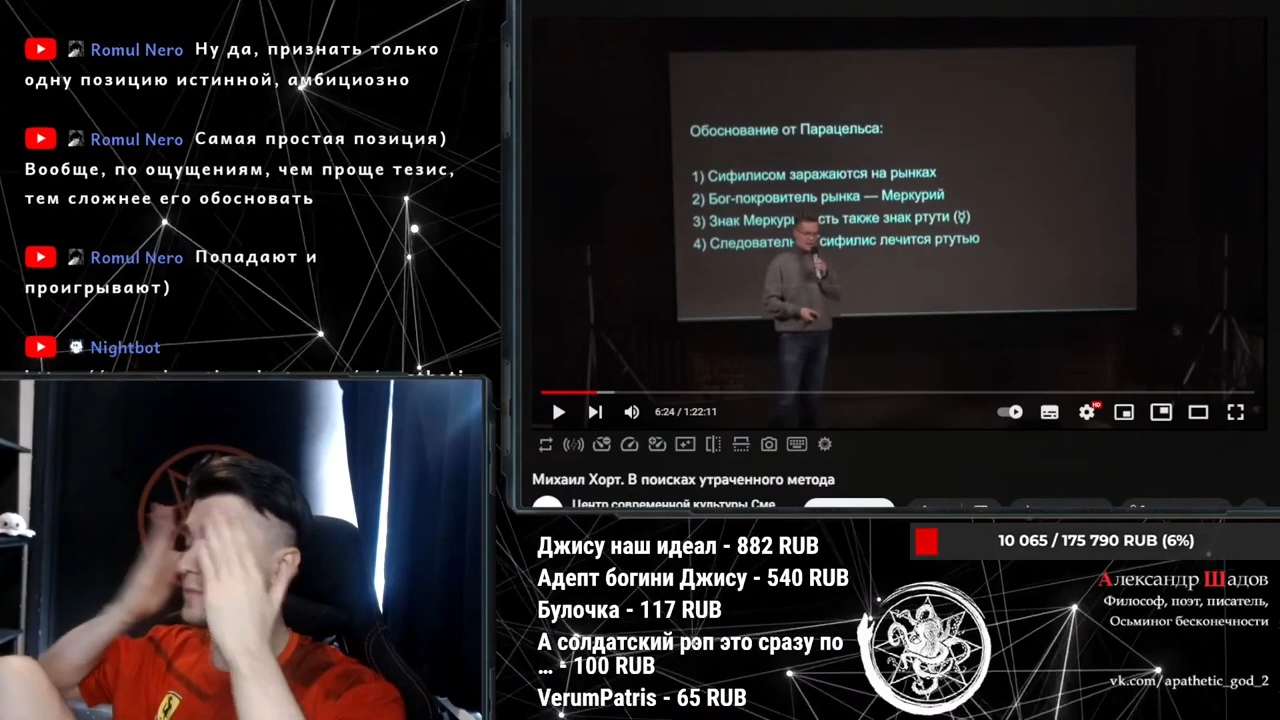 Romul Nero Ну да, признать только
одну позицию истинной, амбициозно
Romul Nero Самая простая позиция)
Вообще, по ощущениям, чем проще тезис,
тем сложнее его обосновать
Romul Nero Попадают и
проигрывают)
Nightbot
Обоснование от Парацельса:
1) Сифилисом заражаются на рынках
2) Бог-покровитель рынка — Меркурий
3) Знак Меркури сть также знак ртути (☿)
4) Следователн сифилис лечится ртутью
6:24 / 1:22:11
HD
Михаил Хорт. В поисках утраченного метода
Центр современной культуры Сме
Джису наш идеал - 882 RUB
Адепт богини Джису - 540 RUB
Булочка - 117 RUB
А солдатский рэп это сразу по
... - 100 RUB
VerumPatris - 65 RUB
10 065 / 175 790 RUB (6%)
Александр Шадов
Философ, поэт, писатель,
Осьминог бесконечности
vk.com/apathetic_god_2